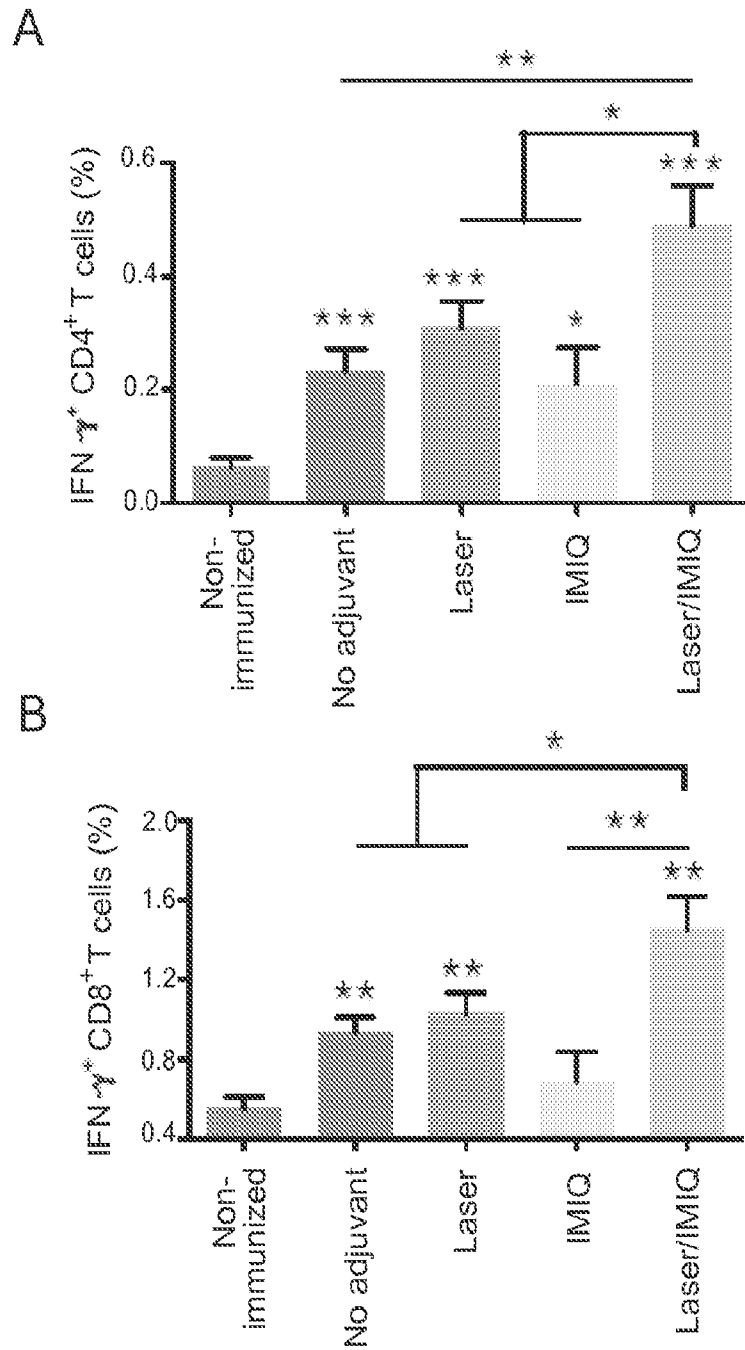 A
**
*
***
***
***
*
IFN-γ+ CD4+ T cells (%)
0.6
0.4
0.2
0.0
Non-
immunized
No adjuvant
Laser
IMIQ
Laser/IMIQ
B
*
**
**
**
**
IFN-γ+ CD8+ T cells (%)
2.0
1.6
1.2
0.8
0.4
Non-
immunized
No adjuvant
Laser
IMIQ
Laser/IMIQ